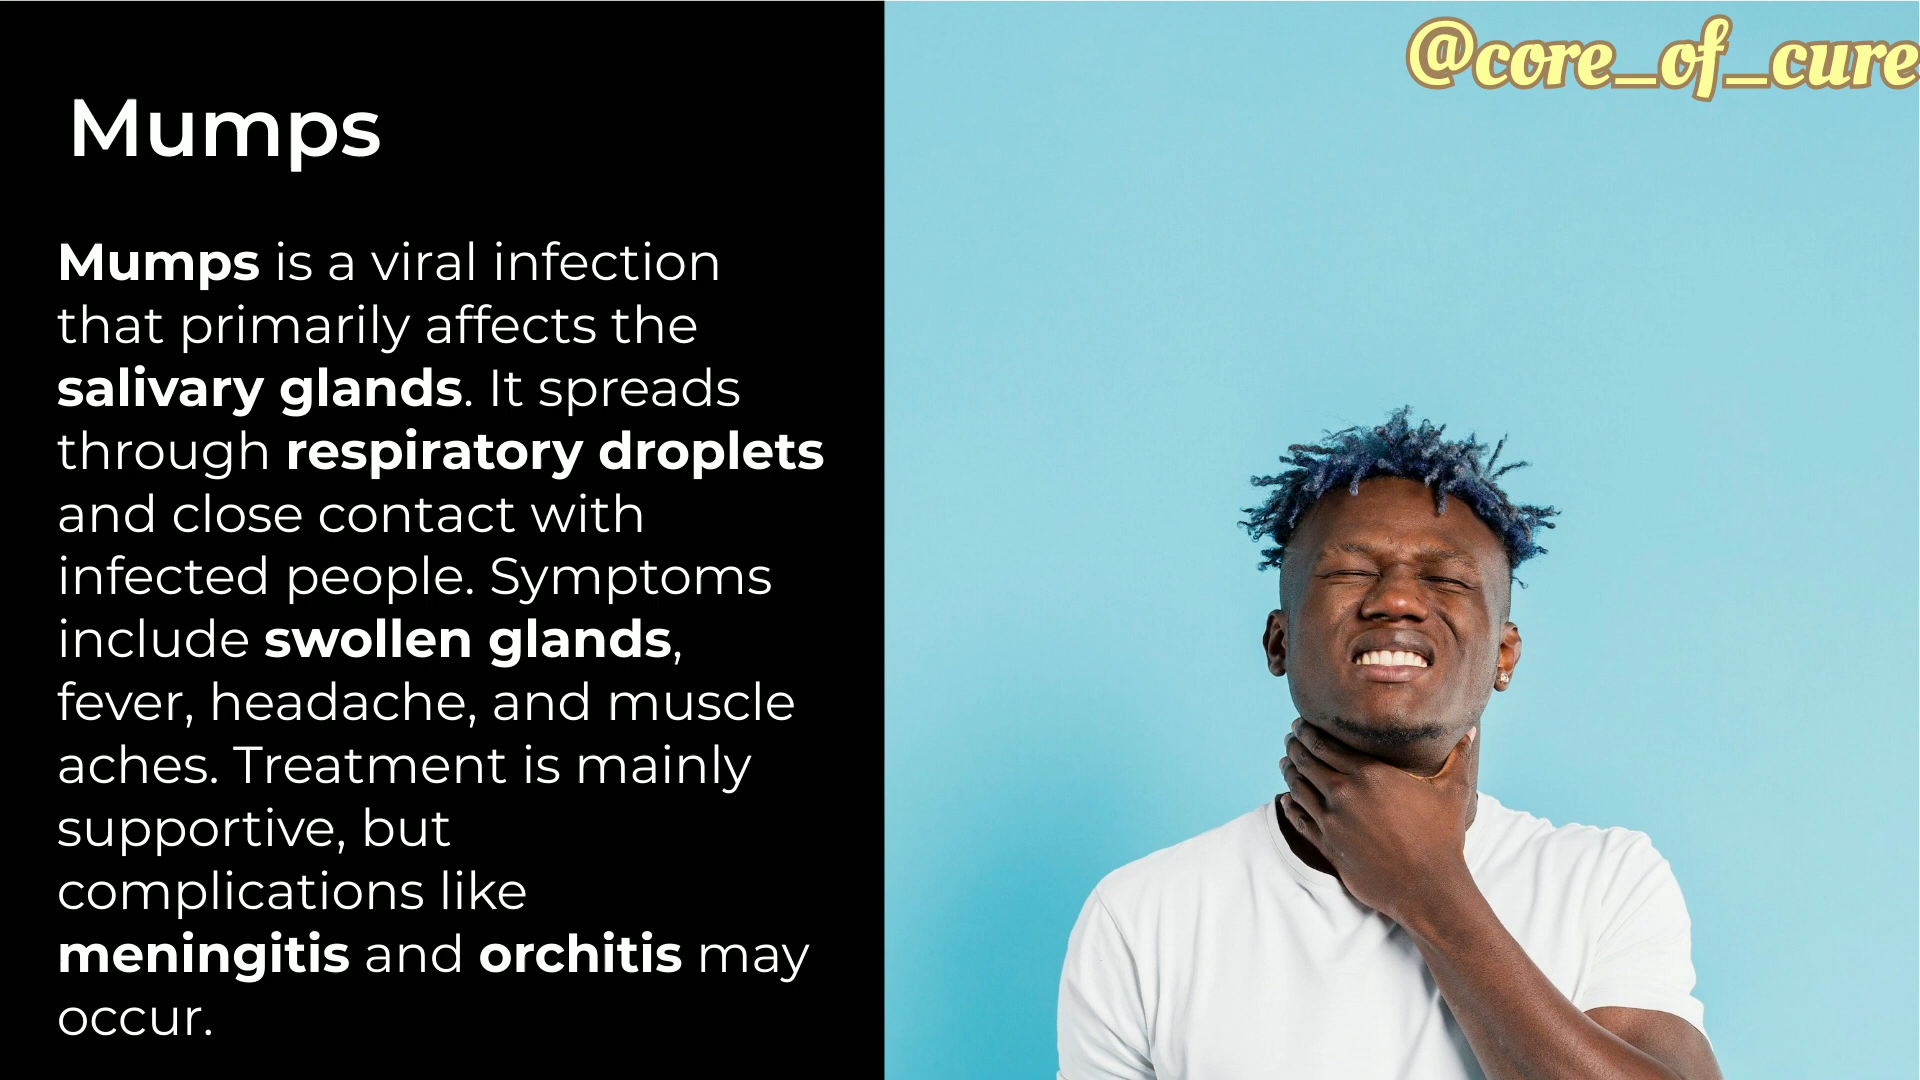 @core_of_cure
Mumps
Mumps is a viral infection
that primarily affects the
salivary glands. It spreads
through respiratory droplets
and close contact with
infected people. Symptoms
include swollen glands,
fever, headache, and muscle
aches. Treatment is mainly
supportive, but
complications like
meningitis and orchitis may
occur.